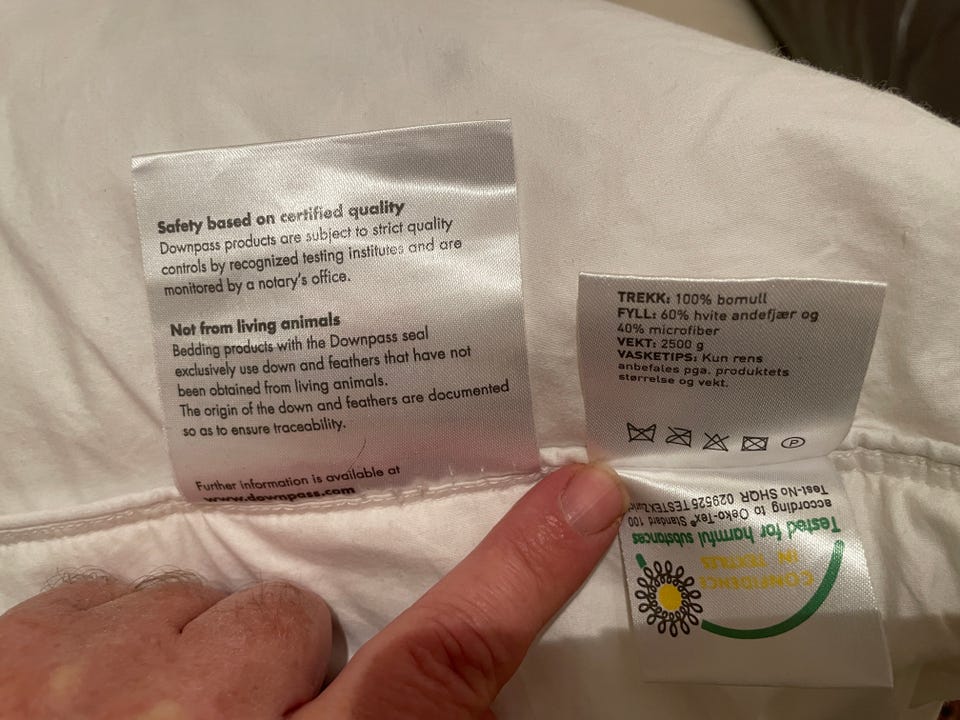 Safety based on certified quality
Downpass products are subject to strict quality
controls by recognized testing institutes and are
monitored by a notary's office.
Not from living animals
Bedding products with the Downpass seal
exclusively use down and feathers that have not
been obtained from living animals.
The origin of the down and feathers are documented
so as to ensure traceability.
Further information is available at
www.downpass.com
TREKK: 100% bomull
FYLL: 60% hvite andefjær og
40% microfiber
VEKT: 2500 g
VASKETIPS: Kun rens
anbefales pga. produktets
størrelse og vekt.
P
CONFIDENCE
IN TEXTILES
Tested for harmful substances
according to Oeko-Tex® Standard 100
Test-No SHQR 029525 TESTEX